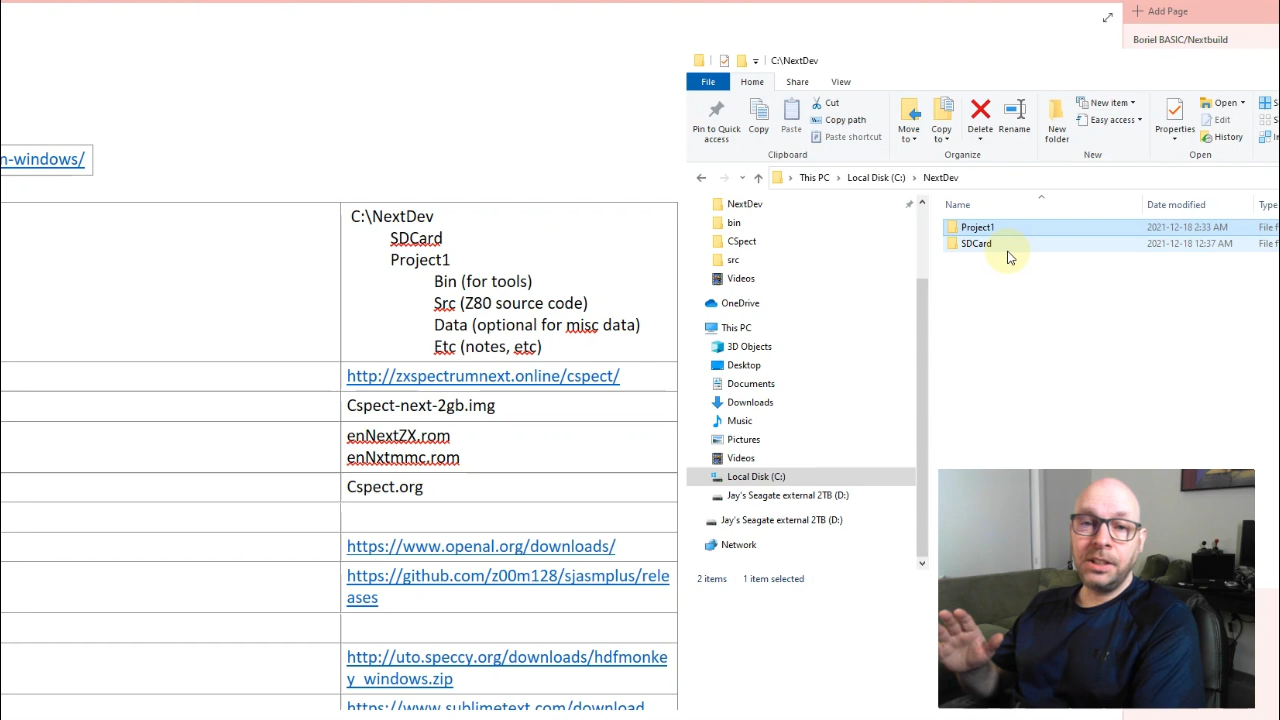 Add Page
Boriel BASIC/Nextbuild
n-windows/
C:\NextDev
SDCard
Project1
Bin (for tools)
Src (Z80 source code)
Data (optional for misc data)
Etc (notes, etc)
http://zxspectrumnext.online/cspect/
Cspect-next-2gb.img
enNextZX.rom
enNxtmmc.rom
Cspect.org
https://www.openal.org/downloads/
https://github.com/z00m128/sjasmplus/rele
ases
http://uto.speccy.org/downloads/hdfmonke
y_windows.zip
https://www.sublimetext.com/download
C:\NextDev
File Home Share View
Pin to Quick access
Copy
Paste
Cut
Copy path
Paste shortcut
Clipboard
Move to
Copy to
Delete
Rename
Organize
New folder
New item
Easy access
New
Properties
Open
Edit
History
Open
This PC Local Disk (C:) NextDev
NextDev
bin
CSpect
src
Videos
OneDrive
This PC
3D Objects
Desktop
Documents
Downloads
Music
Pictures
Videos
Local Disk (C:)
Jay's Seagate external 2TB (D:)
Jay's Seagate external 2TB (D:)
Network
Name Date modified Type
Project1 2021-12-18 2:33 AM File f
SDCard 2021-12-18 12:37 AM File f
2 items 1 item selected